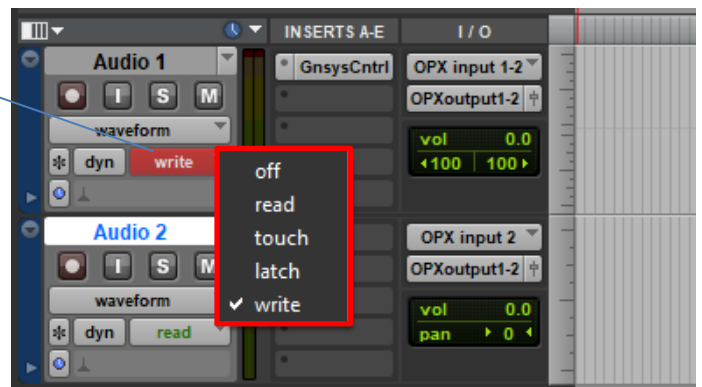 INSERTS A-E
I / O
Audio 1
GnsysCntrl
OPX input 1-2
I S M
OPXoutput1-2
waveform
vol 0.0
dyn write
100 100
off
read
touch
latch
write
Audio 2
OPX input 2
I S M
OPXoutput1-2
waveform
vol 0.0
dyn read
pan 0